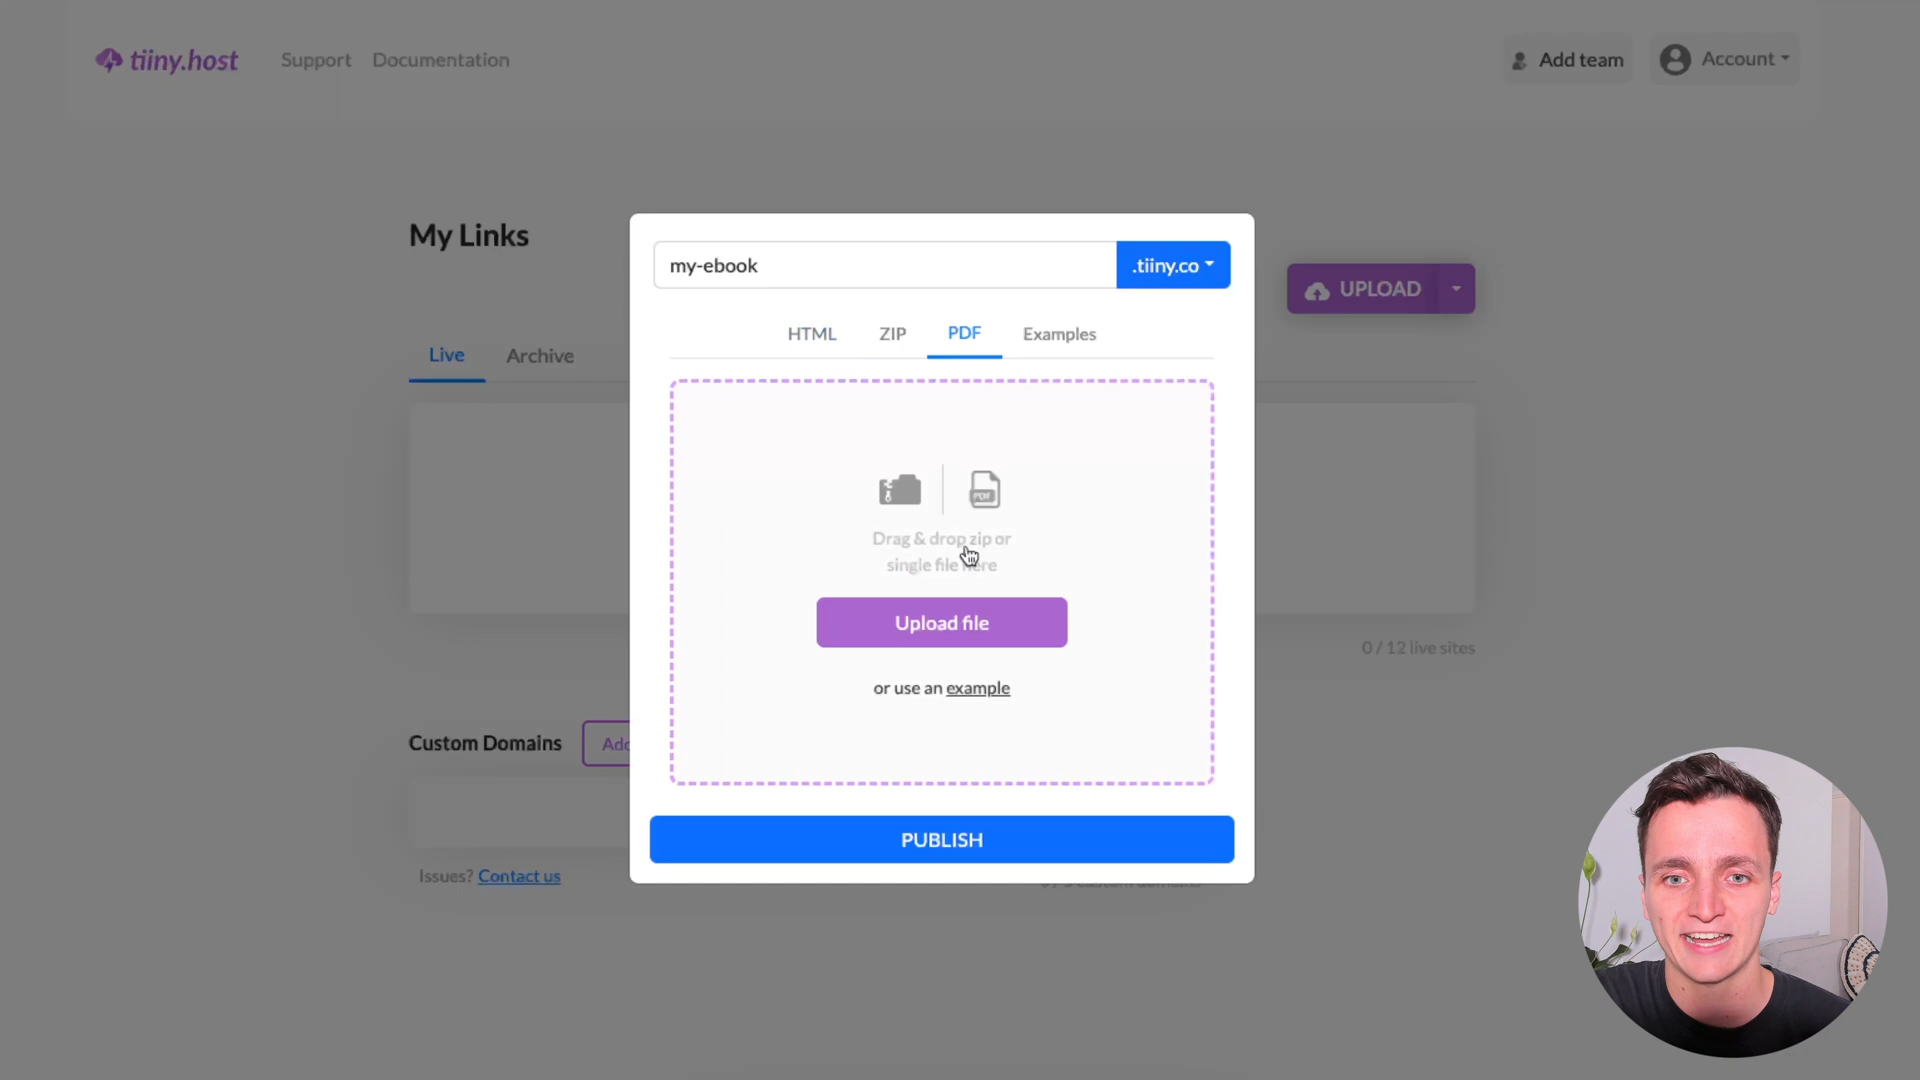 tiiny.host
Support
Documentation
Add team
Account
My Links
my-ebook
.tiiny.co
UPLOAD
HTML
ZIP
PDF
Examples
Live
Archive
PDF
Drag & drop zip or
single file here
Upload file
0 / 12 live sites
or use an example
Custom Domains
PUBLISH
Issues? Contact us